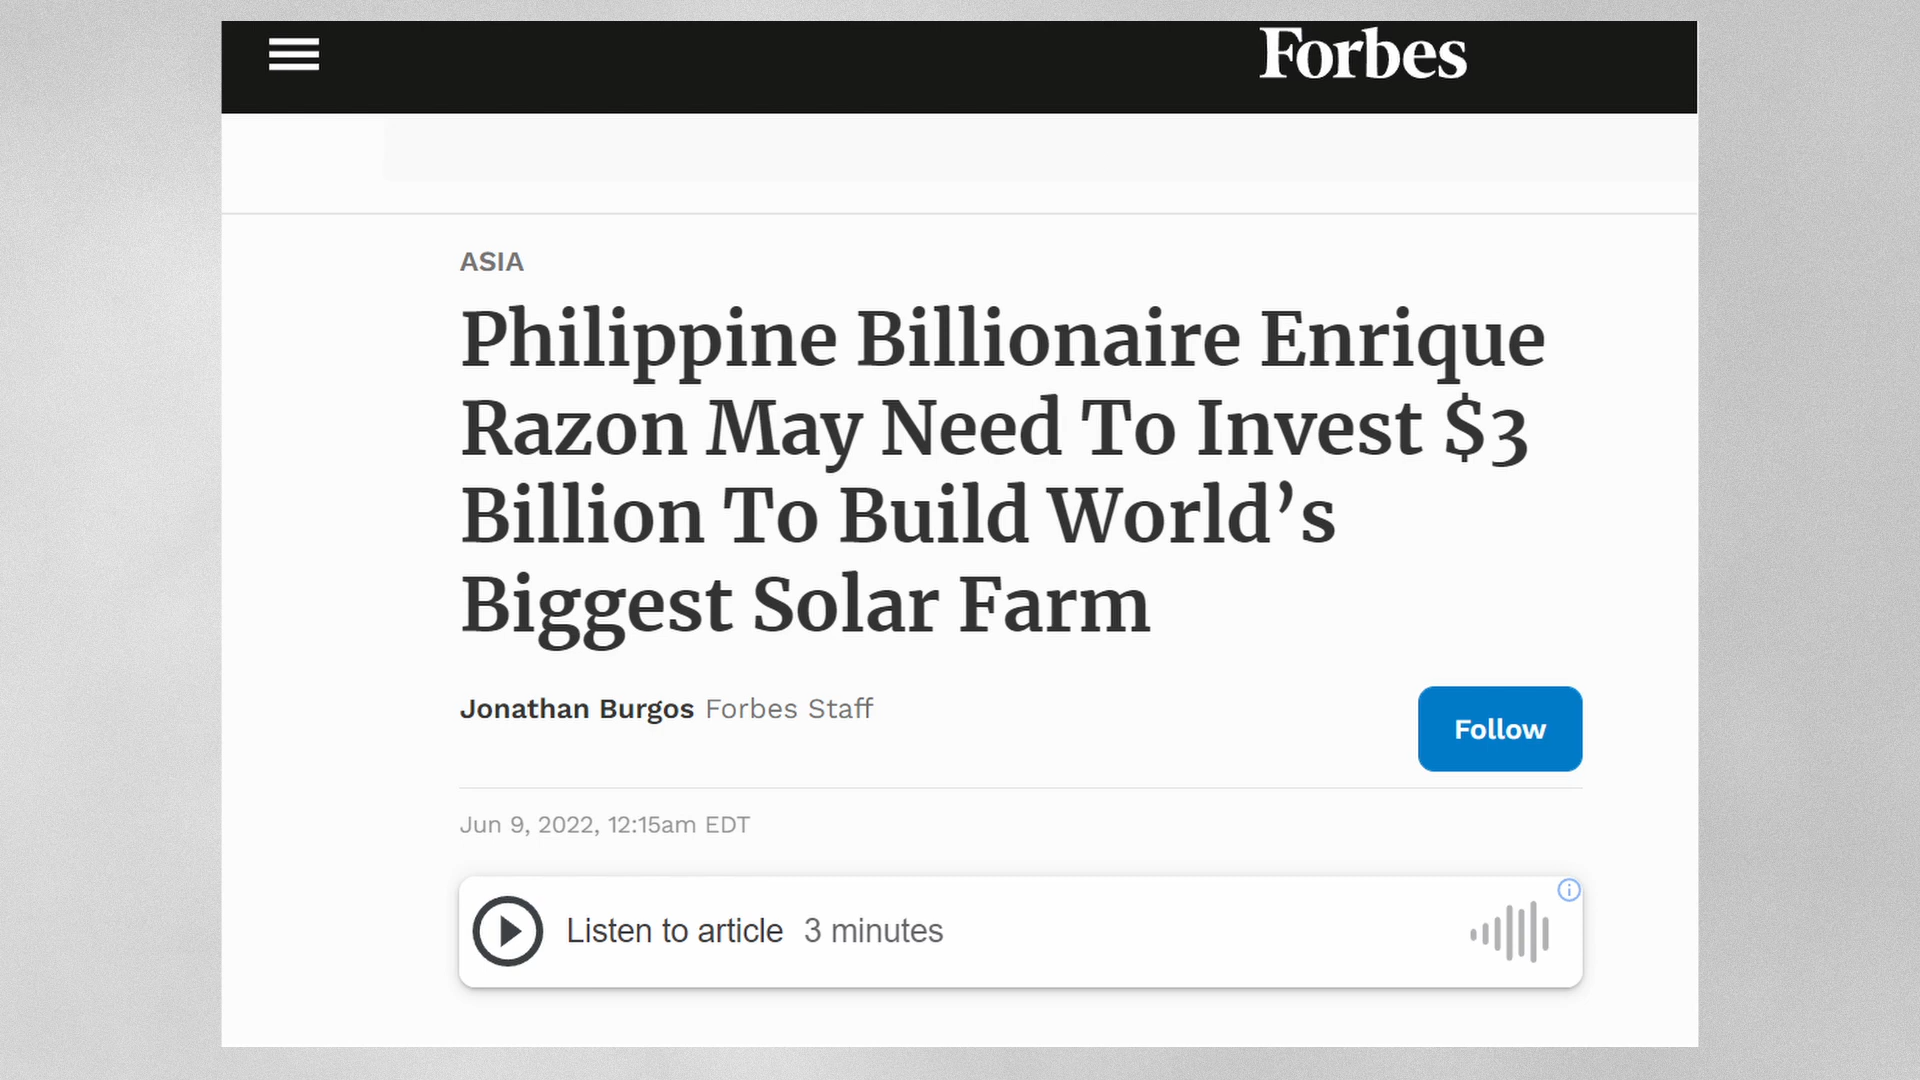 Forbes
ASIA
Philippine Billionaire Enrique
Razon May Need To Invest $3
Billion To Build World’s
Biggest Solar Farm
Jonathan Burgos Forbes Staff
Follow
Jun 9, 2022, 12:15am EDT
Listen to article 3 minutes